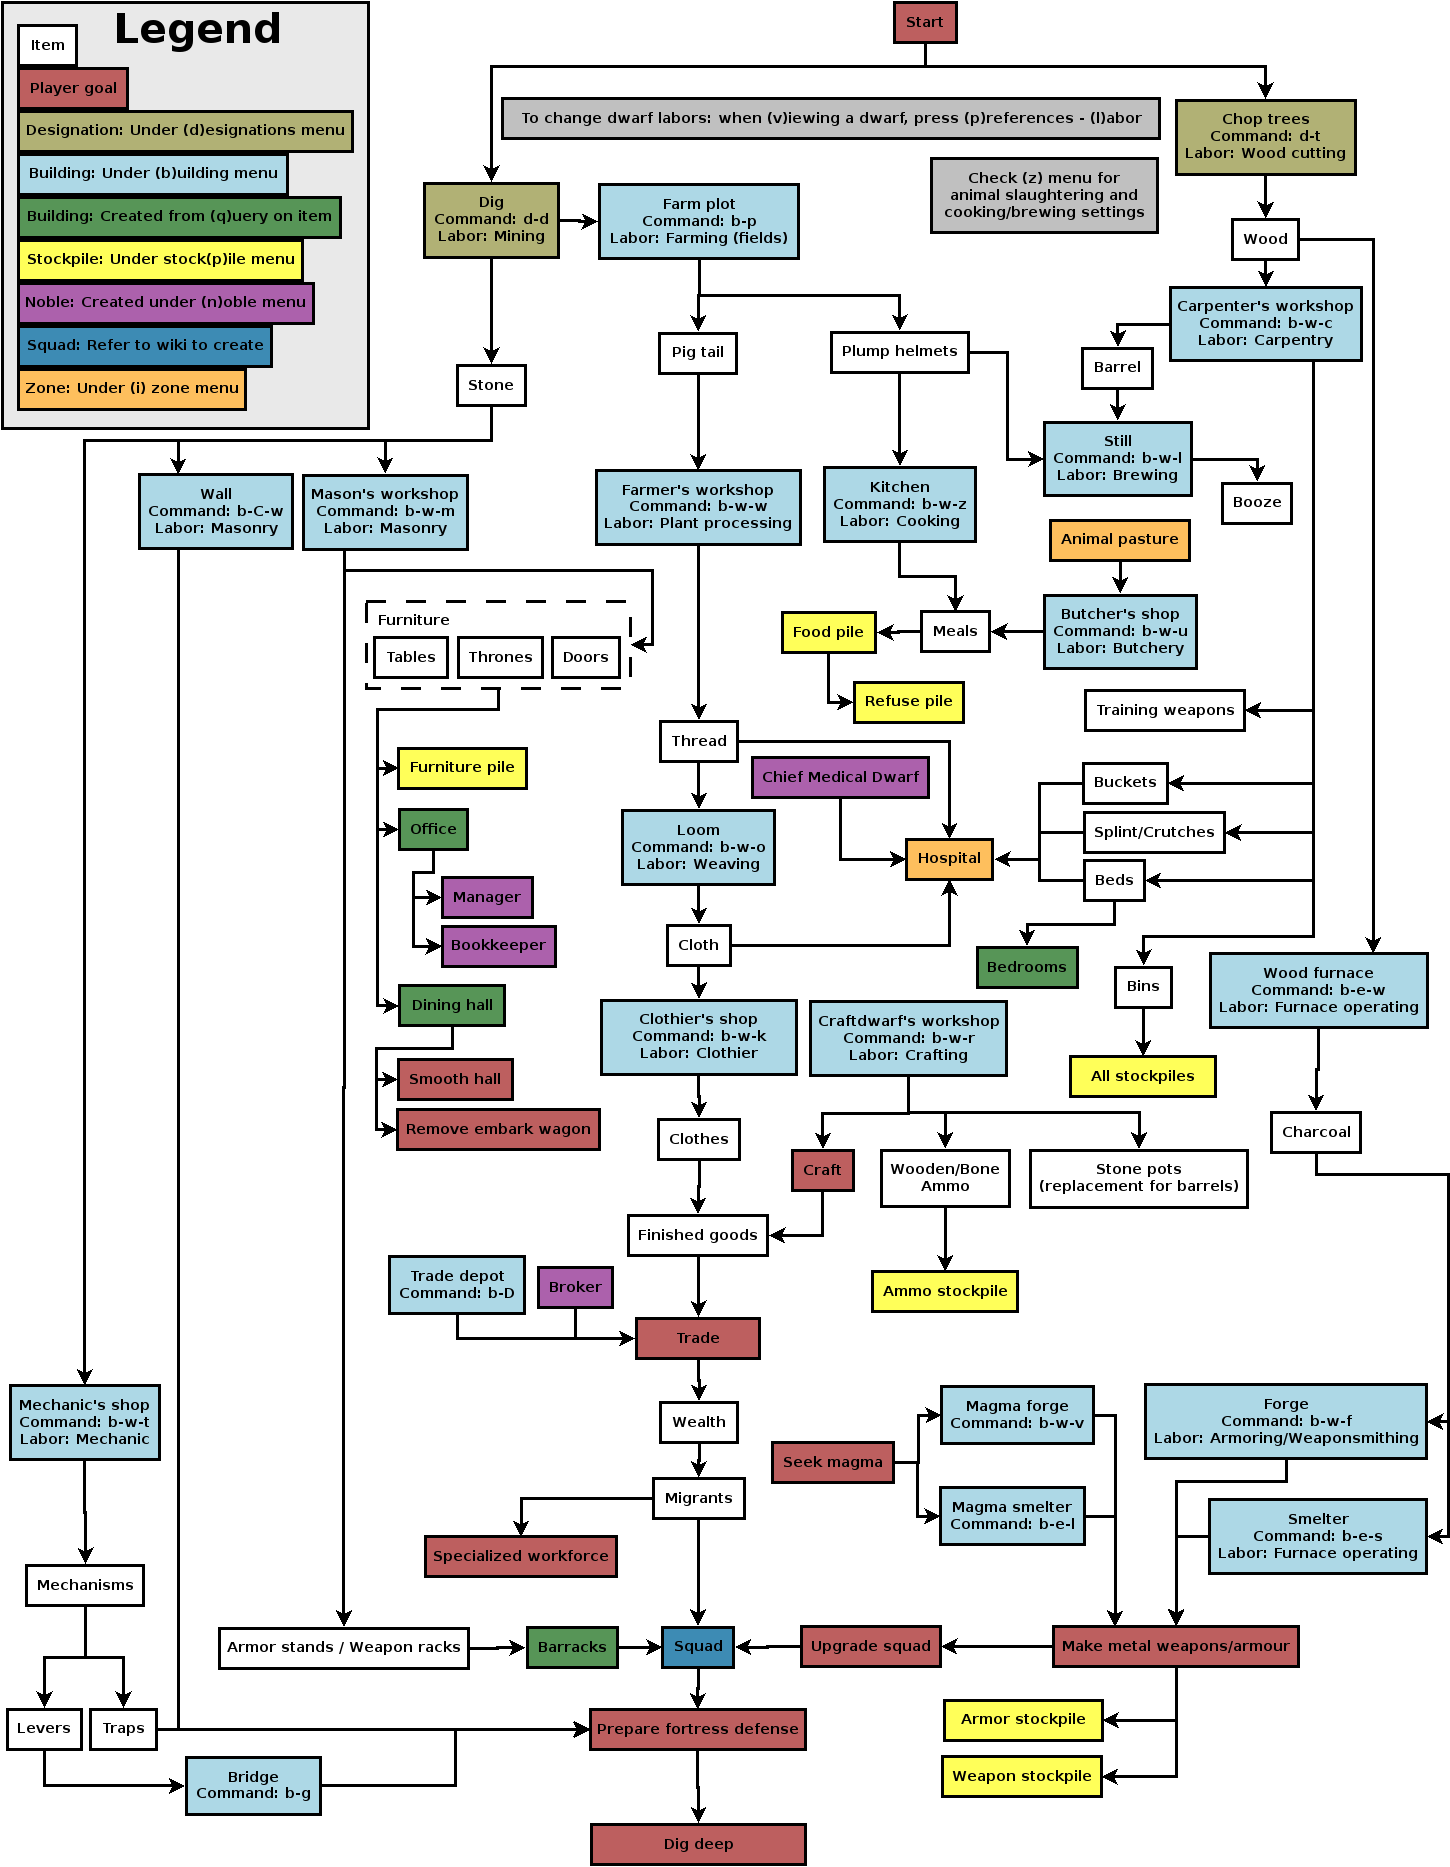 Legend
Item
Player goal
Designation: Under (d)esignations menu
Building: Under (b)uilding menu
Building: Created from (q)uery on item
Stockpile: Under stock(p)ile menu
Noble: Created under (n)oble menu
Squad: Refer to wiki to create
Zone: Under (i) zone menu
Start
To change dwarf labors: when (v)iewing a dwarf, press (p)references - (l)abor
Chop trees
Command: d-t
Labor: Wood cutting
Check (z) menu for
animal slaughtering and
cooking/brewing settings
Dig
Command: d-d
Labor: Mining
Farm plot
Command: b-p
Labor: Farming (fields)
Wood
Carpenter's workshop
Command: b-w-c
Labor: Carpentry
Pig tail
Plump helmets
Barrel
Stone
Still
Command: b-w-l
Labor: Brewing
Booze
Wall
Command: b-C-w
Labor: Masonry
Mason's workshop
Command: b-w-m
Labor: Masonry
Farmer's workshop
Command: b-w-w
Labor: Plant processing
Kitchen
Command: b-w-z
Labor: Cooking
Animal pasture
Butcher's shop
Command: b-w-u
Labor: Butchery
Furniture
Tables
Thrones
Doors
Food pile
Meals
Refuse pile
Training weapons
Thread
Furniture pile
Chief Medical Dwarf
Buckets
Office
Loom
Command: b-w-o
Labor: Weaving
Splint/Crutches
Hospital
Beds
Manager
Bookkeeper
Cloth
Bedrooms
Bins
Wood furnace
Command: b-e-w
Labor: Furnace operating
Dining hall
Clothier's shop
Command: b-w-k
Labor: Clothier
Craftdwarf's workshop
Command: b-w-r
Labor: Crafting
All stockpiles
Smooth hall
Remove embark wagon
Clothes
Charcoal
Craft
Wooden/Bone
Ammo
Stone pots
(replacement for barrels)
Finished goods
Trade depot
Command: b-D
Broker
Ammo stockpile
Trade
Mechanic's shop
Command: b-w-t
Labor: Mechanic
Wealth
Magma forge
Command: b-w-v
Forge
Command: b-w-f
Labor: Armoring/Weaponsmithing
Seek magma
Migrants
Magma smelter
Command: b-e-l
Smelter
Command: b-e-s
Labor: Furnace operating
Specialized workforce
Mechanisms
Armor stands / Weapon racks
Barracks
Squad
Upgrade squad
Make metal weapons/armour
Levers
Traps
Prepare fortress defense
Armor stockpile
Bridge
Command: b-g
Weapon stockpile
Dig deep